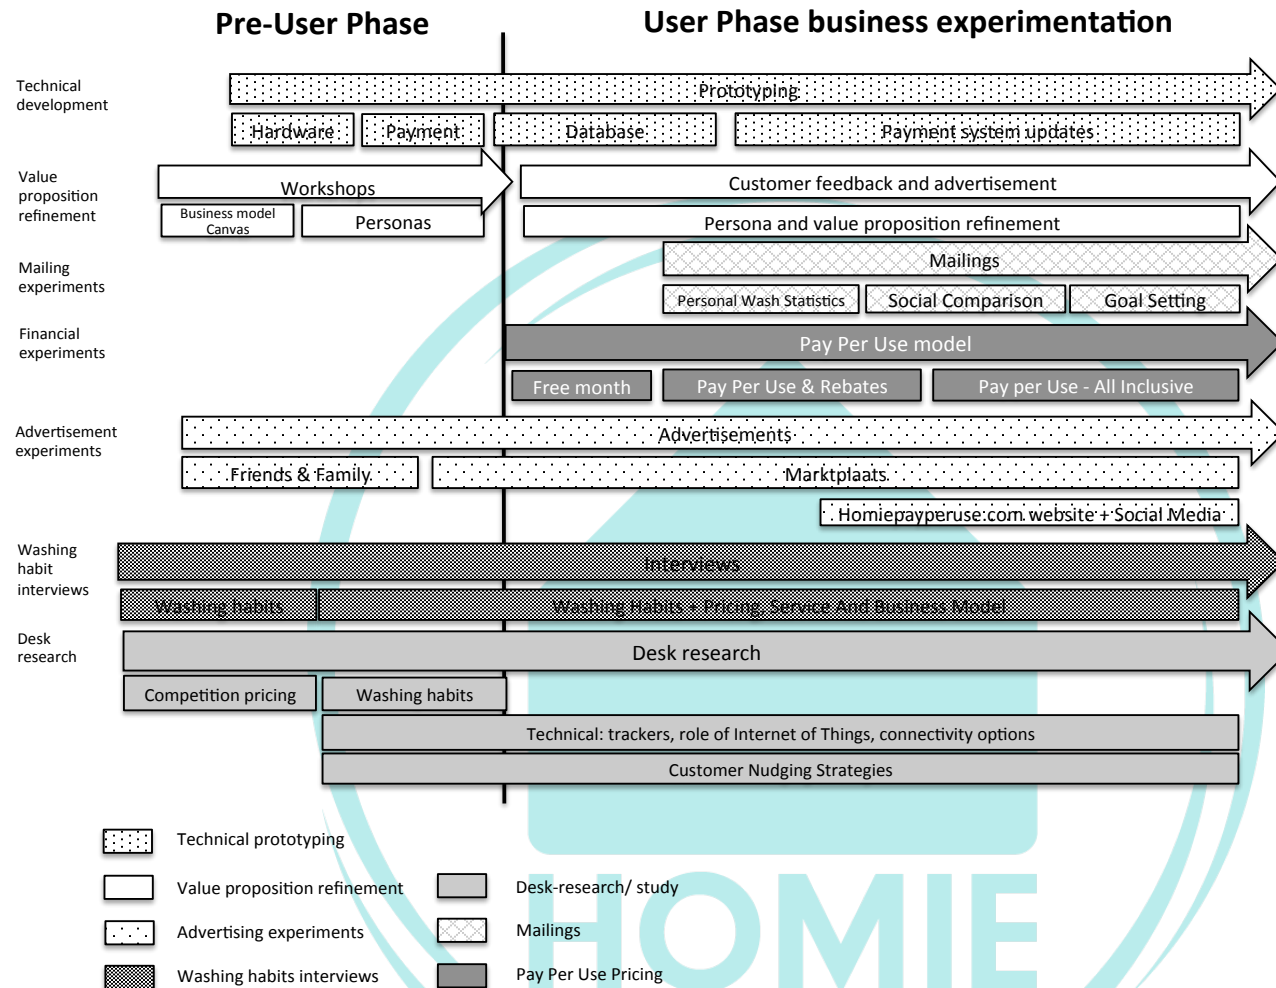 Pre-User Phase
User Phase business experimentation
Technical
development
Prototyping
Hardware
Payment
Database
Payment system updates
Value
proposition
refinement
Workshops
Customer feedback and advertisement
Business model
Canvas
Personas
Persona and value proposition refinement
Mailing
experiments
Mailings
Personal Wash Statistics
Social Comparison
Goal Setting
Financial
experiments
Pay Per Use model
Free month
Pay Per Use & Rebates
Pay per Use - All Inclusive
Advertisement
experiments
Advertisements
Friends & Family
Marktplaats
Homiepayperuse.com website + Social Media
Washing
habit
interviews
Interviews
Washing habits
Washing Habits + Pricing, Service And Business Model
Desk
research
Desk research
Competition pricing
Washing habits
Technical: trackers, role of Internet of Things, connectivity options
Customer Nudging Strategies
Technical prototyping
Value proposition refinement
Desk-research/ study
Advertising experiments
Mailings
Washing habits interviews
Pay Per Use Pricing
HOMIE